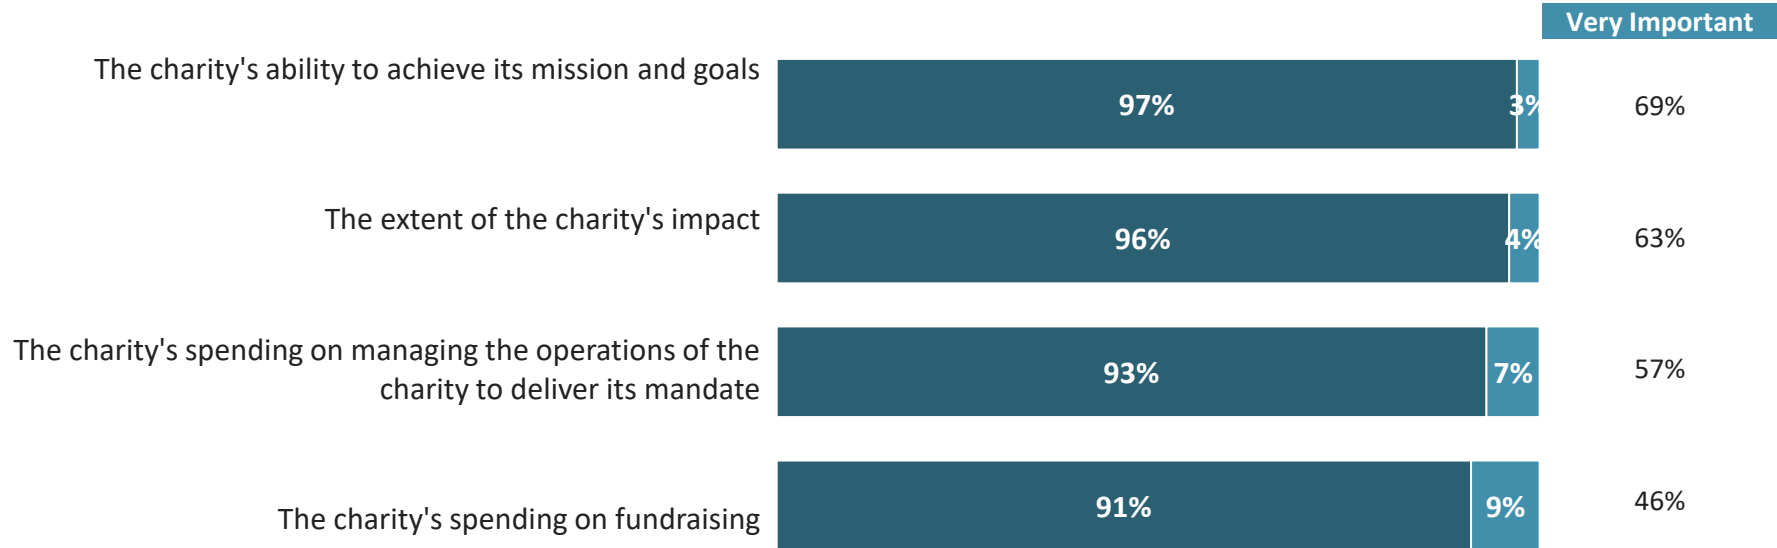 Very Important
The charity's ability to achieve its mission and goals
97%
3%
69%
The extent of the charity's impact
96%
4%
63%
The charity's spending on managing the operations of the
charity to deliver its mandate
93%
7%
57%
The charity's spending on fundraising
91%
9%
46%